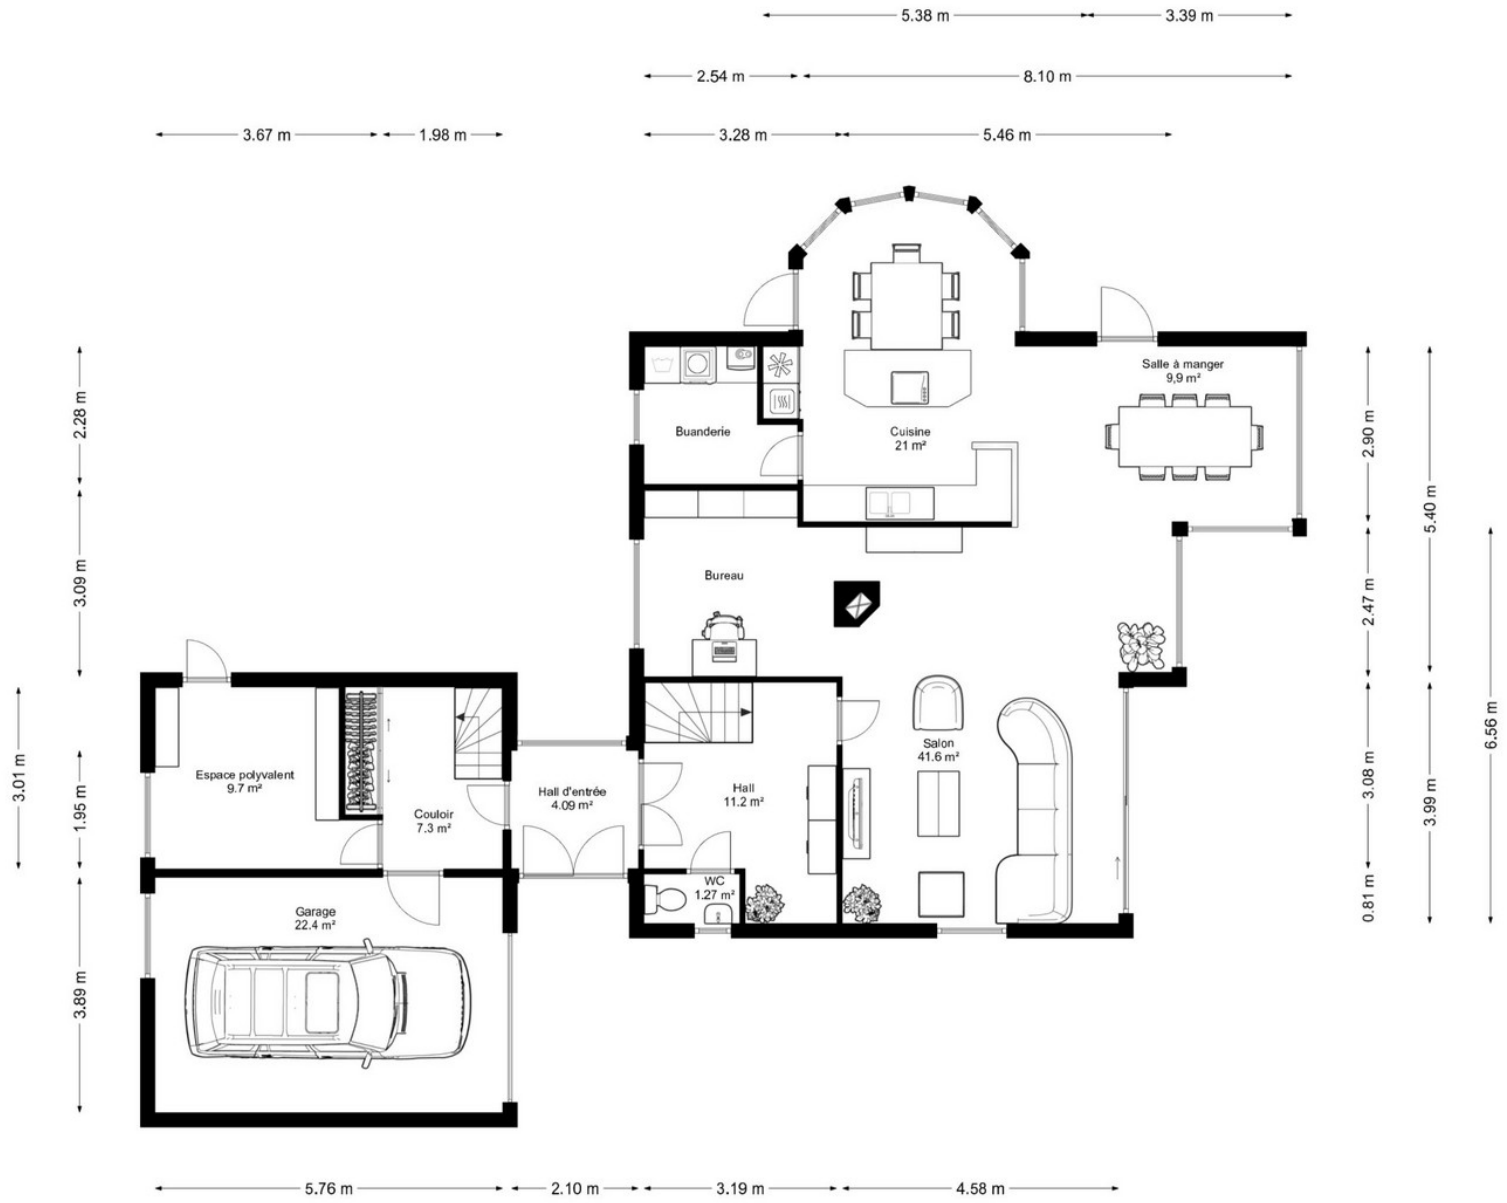 5.38 m
3.39 m
2.54 m
8.10 m
3.67 m
1.98 m
3.28 m
5.46 m
Salle à manger
9,9 m²
2.28 m
2.90 m
Buanderie
Cuisine
21 m²
5.40 m
3.09 m
Bureau
2.47 m
6.56 m
3.01 m
Espace polyvalent
9.7 m²
1.95 m
Couloir
7.3 m²
Hall d'entrée
4.09 m²
Hall
11.2 m²
Salon
41.6 m²
3.08 m
3.99 m
WC
1.27 m²
0.81 m
Garage
22.4 m²
3.89 m
5.76 m
2.10 m
3.19 m
4.58 m